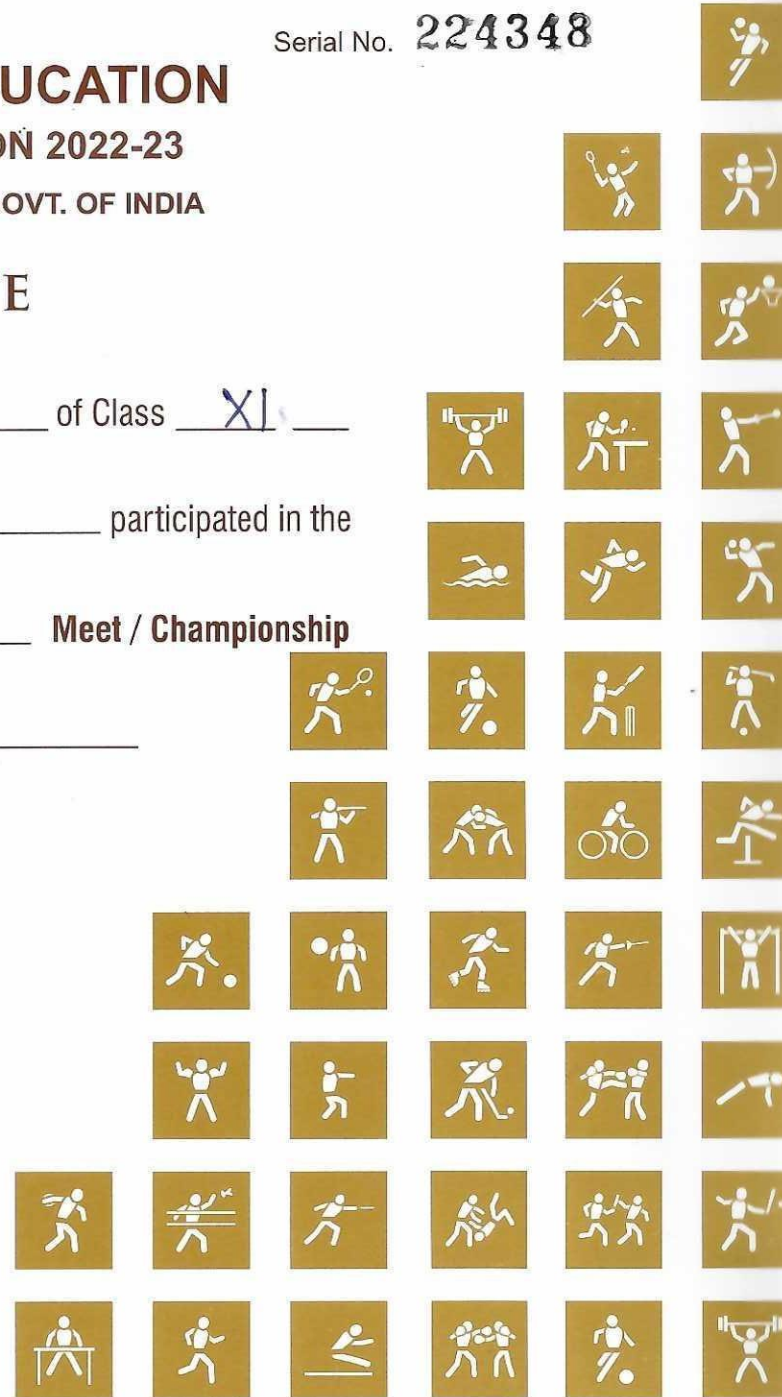 Serial No. 224348
UCATION
ON 2022-23
OVT. OF INDIA
E
of Class XI
participated in the
Meet / Championship